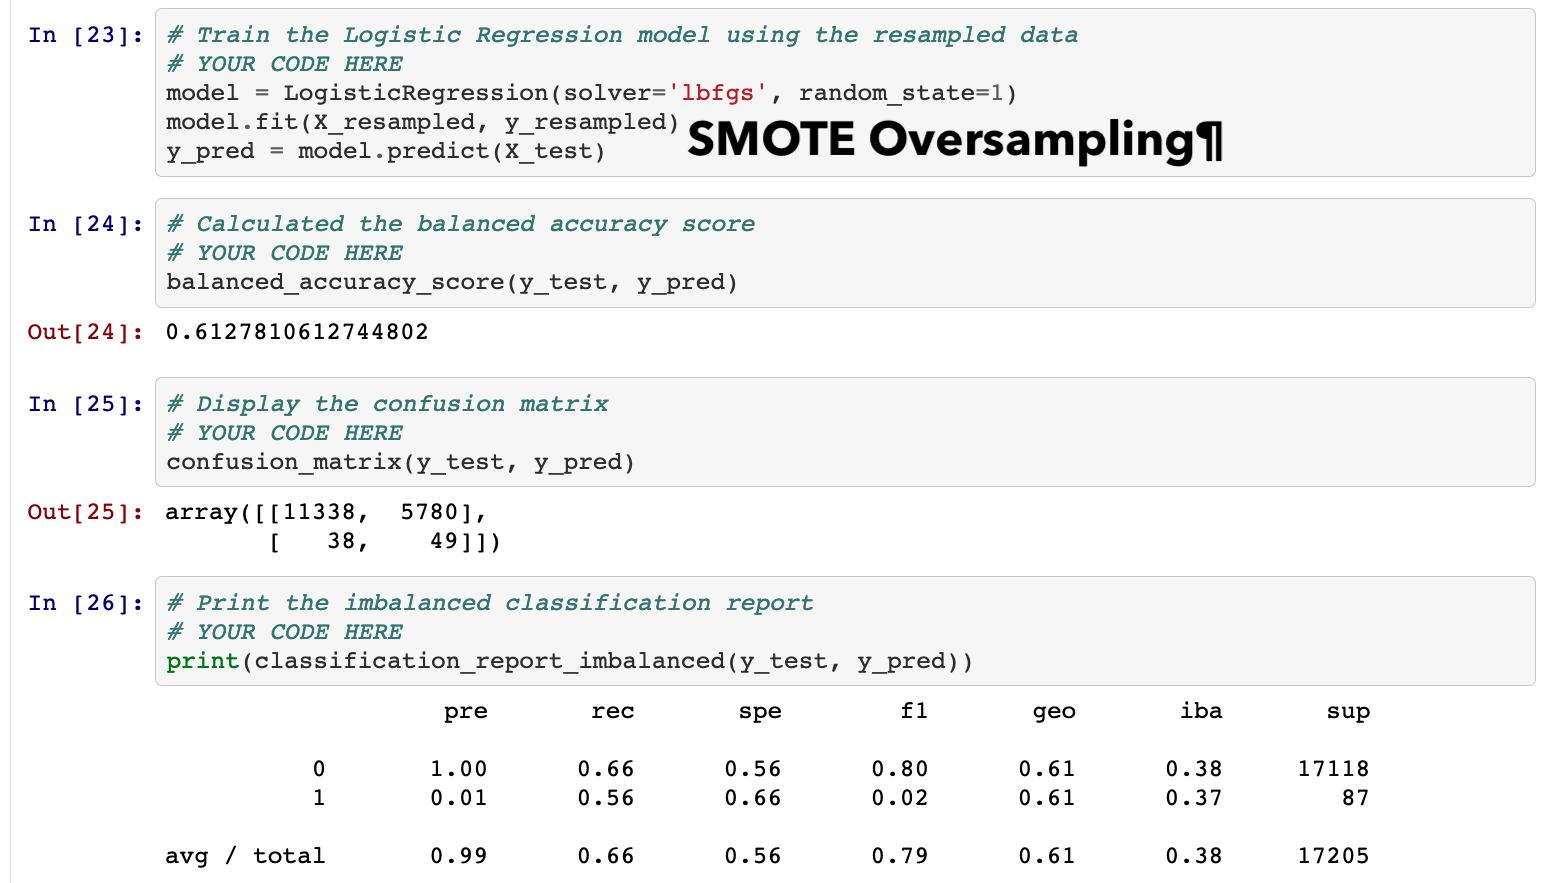 In [23]: # Train the Logistic Regression model using the resampled data
# YOUR CODE HERE
model = LogisticRegression(solver='lbfgs', random_state=1)
model.fit(X_resampled, y_resampled)
y_pred = model.predict(X_test)
SMOTE Oversampling¶
In [24]: # Calculated the balanced accuracy score
# YOUR CODE HERE
balanced_accuracy_score(y_test, y_pred)
Out[24]: 0.6127810612744802
In [25]: # Display the confusion matrix
# YOUR CODE HERE
confusion_matrix(y_test, y_pred)
Out[25]: array([[11338,  5780],
[   38,    49]])
In [26]: # Print the imbalanced classification report
# YOUR CODE HERE
print(classification_report_imbalanced(y_test, y_pred))
pre rec spe f1 geo iba sup
0 1.00 0.66 0.56 0.80 0.61 0.38 17118
1 0.01 0.56 0.66 0.02 0.61 0.37 87
avg / total 0.99 0.66 0.56 0.79 0.61 0.38 17205